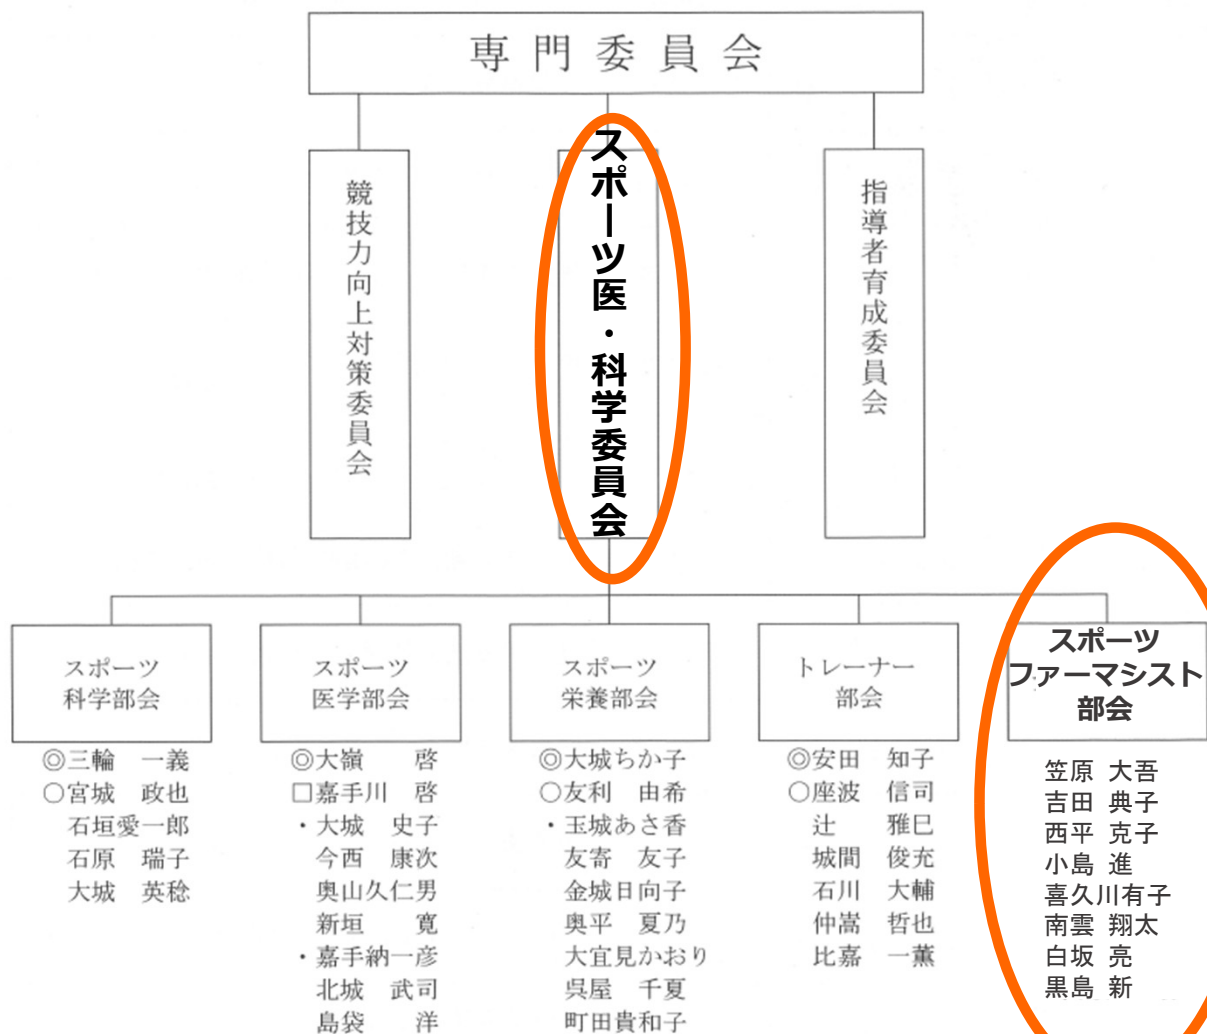 専門委員会
競技力向上対策委員会
スポーツ医・科学委員会
指導者育成委員会
スポーツ
科学部会
◎三輪　一義
○宮城　政也
石垣愛一郎
石原　瑞子
大城　英稔
スポーツ
医学部会
◎大嶺　　啓
□嘉手川　啓
・大城　史子
今西　康次
奥山久仁男
新垣　　寛
・嘉手納一彦
北城　武司
島袋　　洋
スポーツ
栄養部会
◎大城ちか子
○友利　由希
・玉城あさ香
友寄　友子
金城日向子
奥平　夏乃
大宜見かおり
呉屋　千夏
町田貴和子
トレーナー
部会
◎安田　知子
○座波　信司
辻　　雅巳
城間　俊充
石川　大輔
仲嵩　哲也
比嘉　一薫
スポーツ
ファーマシスト
部会
笠原 大吾
吉田 典子
西平 克子
小島 進
喜久川有子
南雲 翔太
白坂 亮
黒島 新